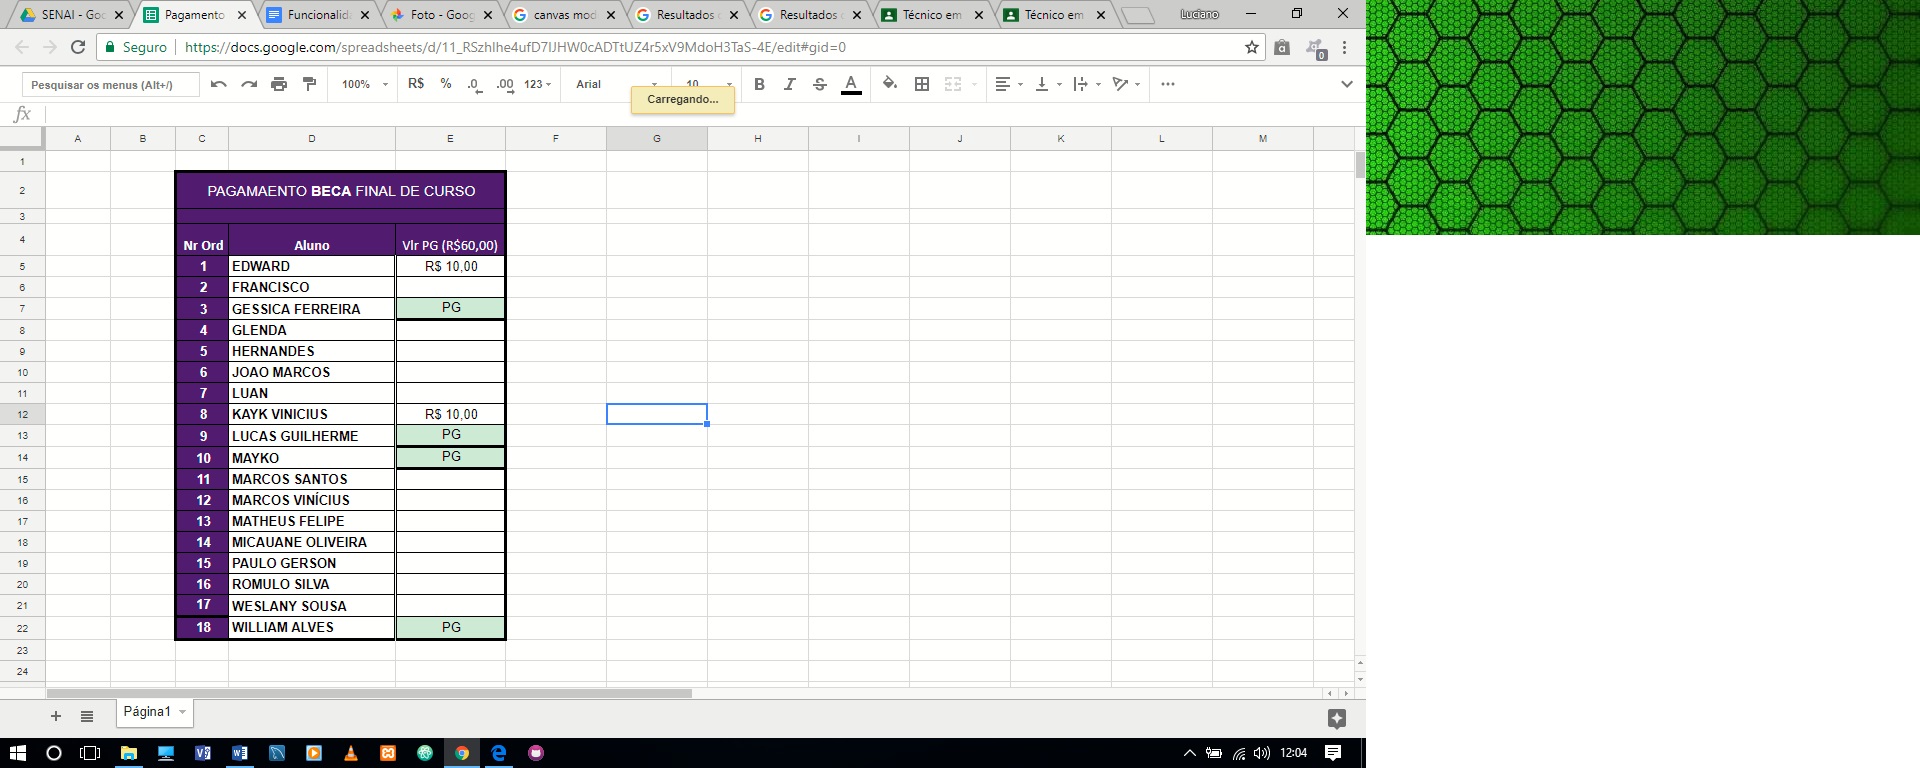 SENAI - Goo
Pagamento
Funcionalid
Foto - Goog
canvas mod
Resultados
Resultados
Técnico em
Técnico em
Luciano
Seguro
https://docs.google.com/spreadsheets/d/11_RSzhlhe4ufD7IJHW0cADTtUZ4r5xV9MdoH3TaS-4E/edit#gid=0
Pesquisar os menus (Alt+/)
100%
R$ % .0 .00 123
Arial
10
B I S A
Carregando...
fx
A B C D E F G H I J K L M
1
2 PAGAMAENTO BECA FINAL DE CURSO
3
4 Nr Ord Aluno Vlr PG (R$60,00)
5 1 EDWARD R$ 10,00
6 2 FRANCISCO
7 3 GESSICA FERREIRA PG
8 4 GLENDA
9 5 HERNANDES
10 6 JOAO MARCOS
11 7 LUAN
12 8 KAYK VINICIUS R$ 10,00
13 9 LUCAS GUILHERME PG
14 10 MAYKO PG
15 11 MARCOS SANTOS
16 12 MARCOS VINÍCIUS
17 13 MATHEUS FELIPE
18 14 MICAUANE OLIVEIRA
19 15 PAULO GERSON
20 16 ROMULO SILVA
21 17 WESLANY SOUSA
22 18 WILLIAM ALVES PG
23
24
Página1
12:04